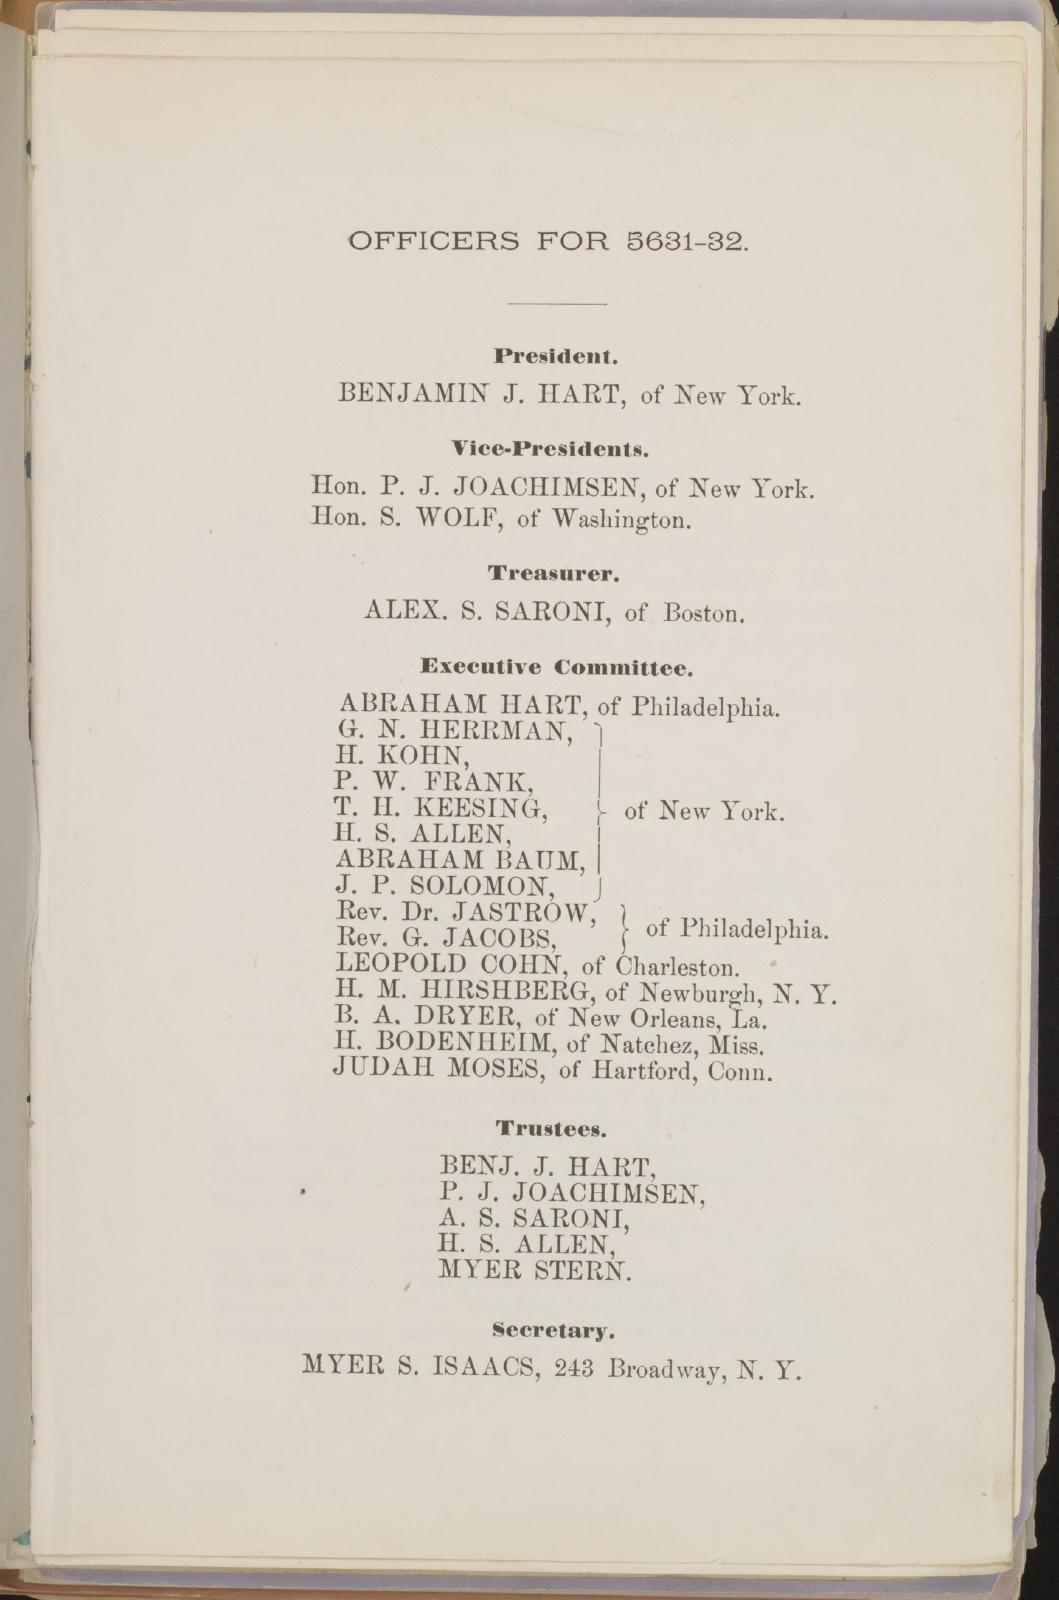 OFFICERS FOR 5631-32.
President.
BENJAMIN J. HART, of New York.
Vice-Presidents.
Hon. P. J. JOACHIMSEN, of New York.
Hon. S. WOLF, of Washington.
Treasurer.
ALEX. S. SARONI, of Boston.
Executive Committee.
ABRAHAM HART, of Philadelphia.
G. N. HERRMAN,
H. KOHN,
P. W. FRANK,
T. H. KEESING,
H. S. ALLEN,
ABRAHAM BAUM,
J. P. SOLOMON,
of New York.
Rev. Dr. JASTROW,
Rev. G. JACOBS,
of Philadelphia.
LEOPOLD COHN, of Charleston.
H. M. HIRSHBERG, of Newburgh, N. Y.
B. A. DRYER, of New Orleans, La.
H. BODENHEIM, of Natchez, Miss.
JUDAH MOSES, of Hartford, Conn.
Trustees.
BENJ. J. HART,
P. J. JOACHIMSEN,
A. S. SARONI,
H. S. ALLEN,
MYER STERN.
Secretary.
MYER S. ISAACS, 243 Broadway, N. Y.